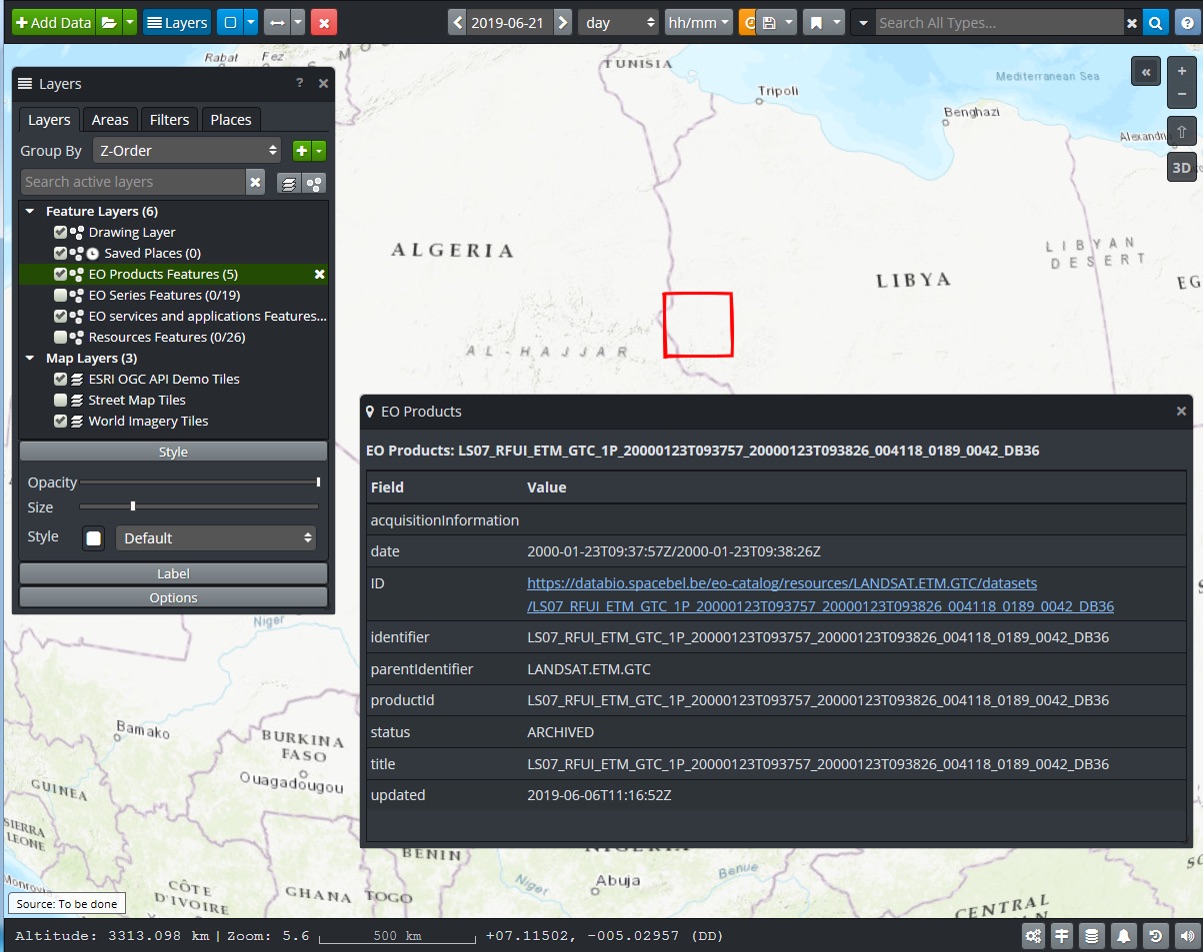 Add Data
Layers
2019-06-21
day
hh/mm
Search All Types...
?
Rabat
Fez
M O
TUNISIA
Mediterranean Sea
Tripoli
Benghazi
Alexandri
«
+
−
3D
Layers
?
Layers
Areas
Filters
Places
Group By
Z-Order
Search active layers
Feature Layers (6)
Drawing Layer
Saved Places (0)
EO Products Features (5)
EO Series Features (0/19)
EO services and applications Features...
Resources Features (0/26)
Map Layers (3)
ESRI OGC API Demo Tiles
Street Map Tiles
World Imagery Tiles
Style
Opacity
Size
Style
Default
Label
Options
ALGERIA
LIBYA
LIBYAN
DESERT
EG
AL-HAJJAR
EO Products
EO Products: LS07_RFUI_ETM_GTC_1P_20000123T093757_20000123T093826_004118_0189_0042_DB36
Field Value
acquisitionInformation
date 2000-01-23T09:37:57Z/2000-01-23T09:38:26Z
ID https://databio.spacebel.be/eo-catalog/resources/LANDSAT.ETM.GTC/datasets
/LS07_RFUI_ETM_GTC_1P_20000123T093757_20000123T093826_004118_0189_0042_DB36
identifier LS07_RFUI_ETM_GTC_1P_20000123T093757_20000123T093826_004118_0189_0042_DB36
parentIdentifier LANDSAT.ETM.GTC
productId LS07_RFUI_ETM_GTC_1P_20000123T093757_20000123T093826_004118_0189_0042_DB36
status ARCHIVED
title LS07_RFUI_ETM_GTC_1P_20000123T093757_20000123T093826_004118_0189_0042_DB36
updated 2019-06-06T11:16:52Z
Niger
Bamako
BURKINA
FASO
Ouagadougou
GUINEA
SIERRA
LEONE
Monrovi
CÔTE
D'IVOIRE
GHANA
TOGO
BENIN
NIGERIA
Niger
Abuja
Benue
CENTRAL
Source: To be done
Altitude: 3313.098 km | Zoom: 5.6
500 km
+07.11502, -005.02957 (DD)